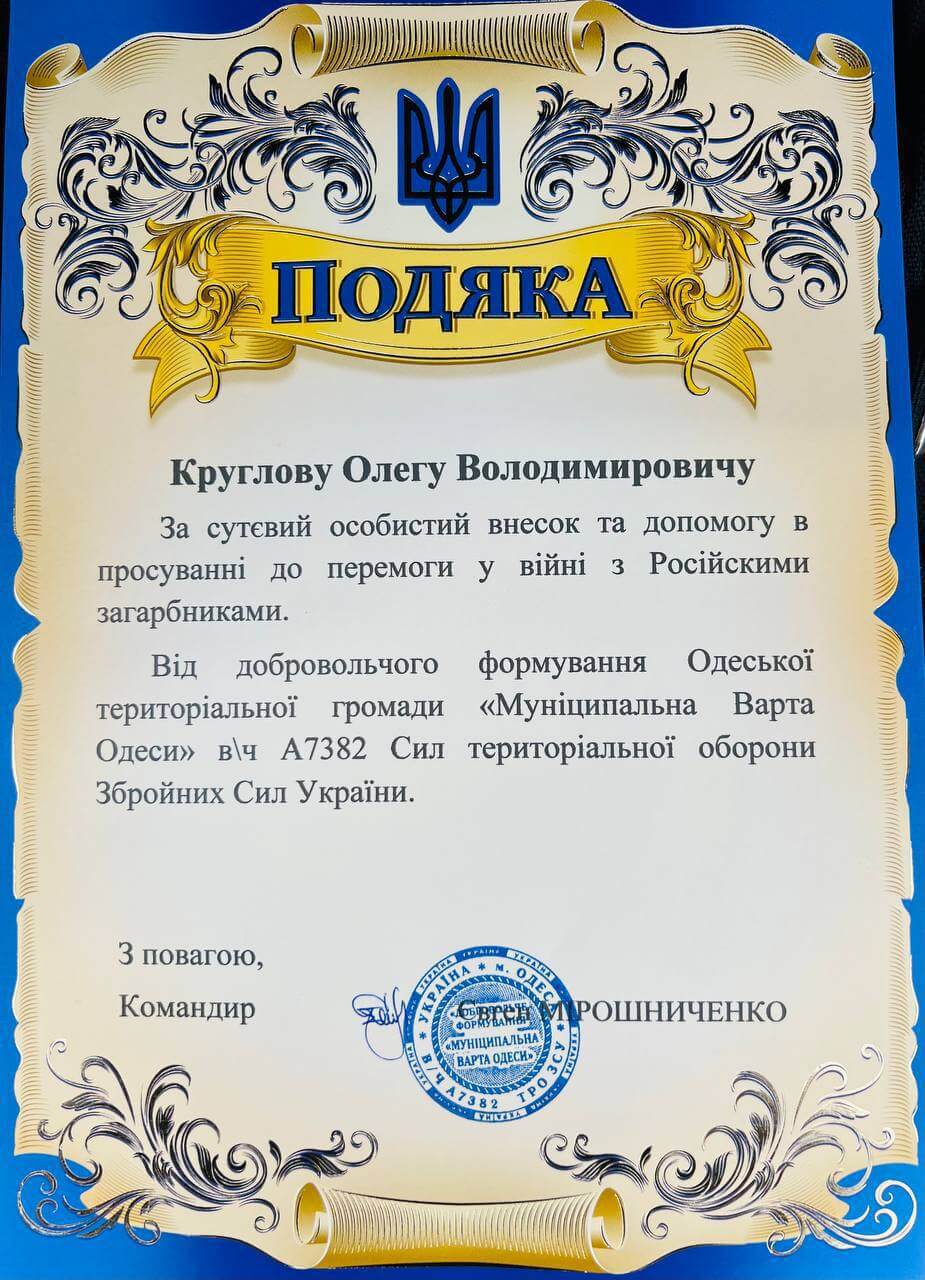 ПОДЯКА
Круглову Олегу Володимировичу
За сутєвий особистий внесок та допомогу в
просуванні до перемоги у війні з Російскими
загарбниками.
Від добровольчого формування Одеської
територіальної громади «Муніципальна Варта
Одеси» в\ч А7382 Сил територіальної оборони
Збройних Сил України.
З повагою,
Командир
Євген МІРОШНИЧЕНКО
УКРАЇНА * м. ОДЕСА
ФОРМУВАННЯ
«МУНІЦИПАЛЬНА
ВАРТА ОДЕСИ»
В/Ч А7382 ТРО ЗСУ